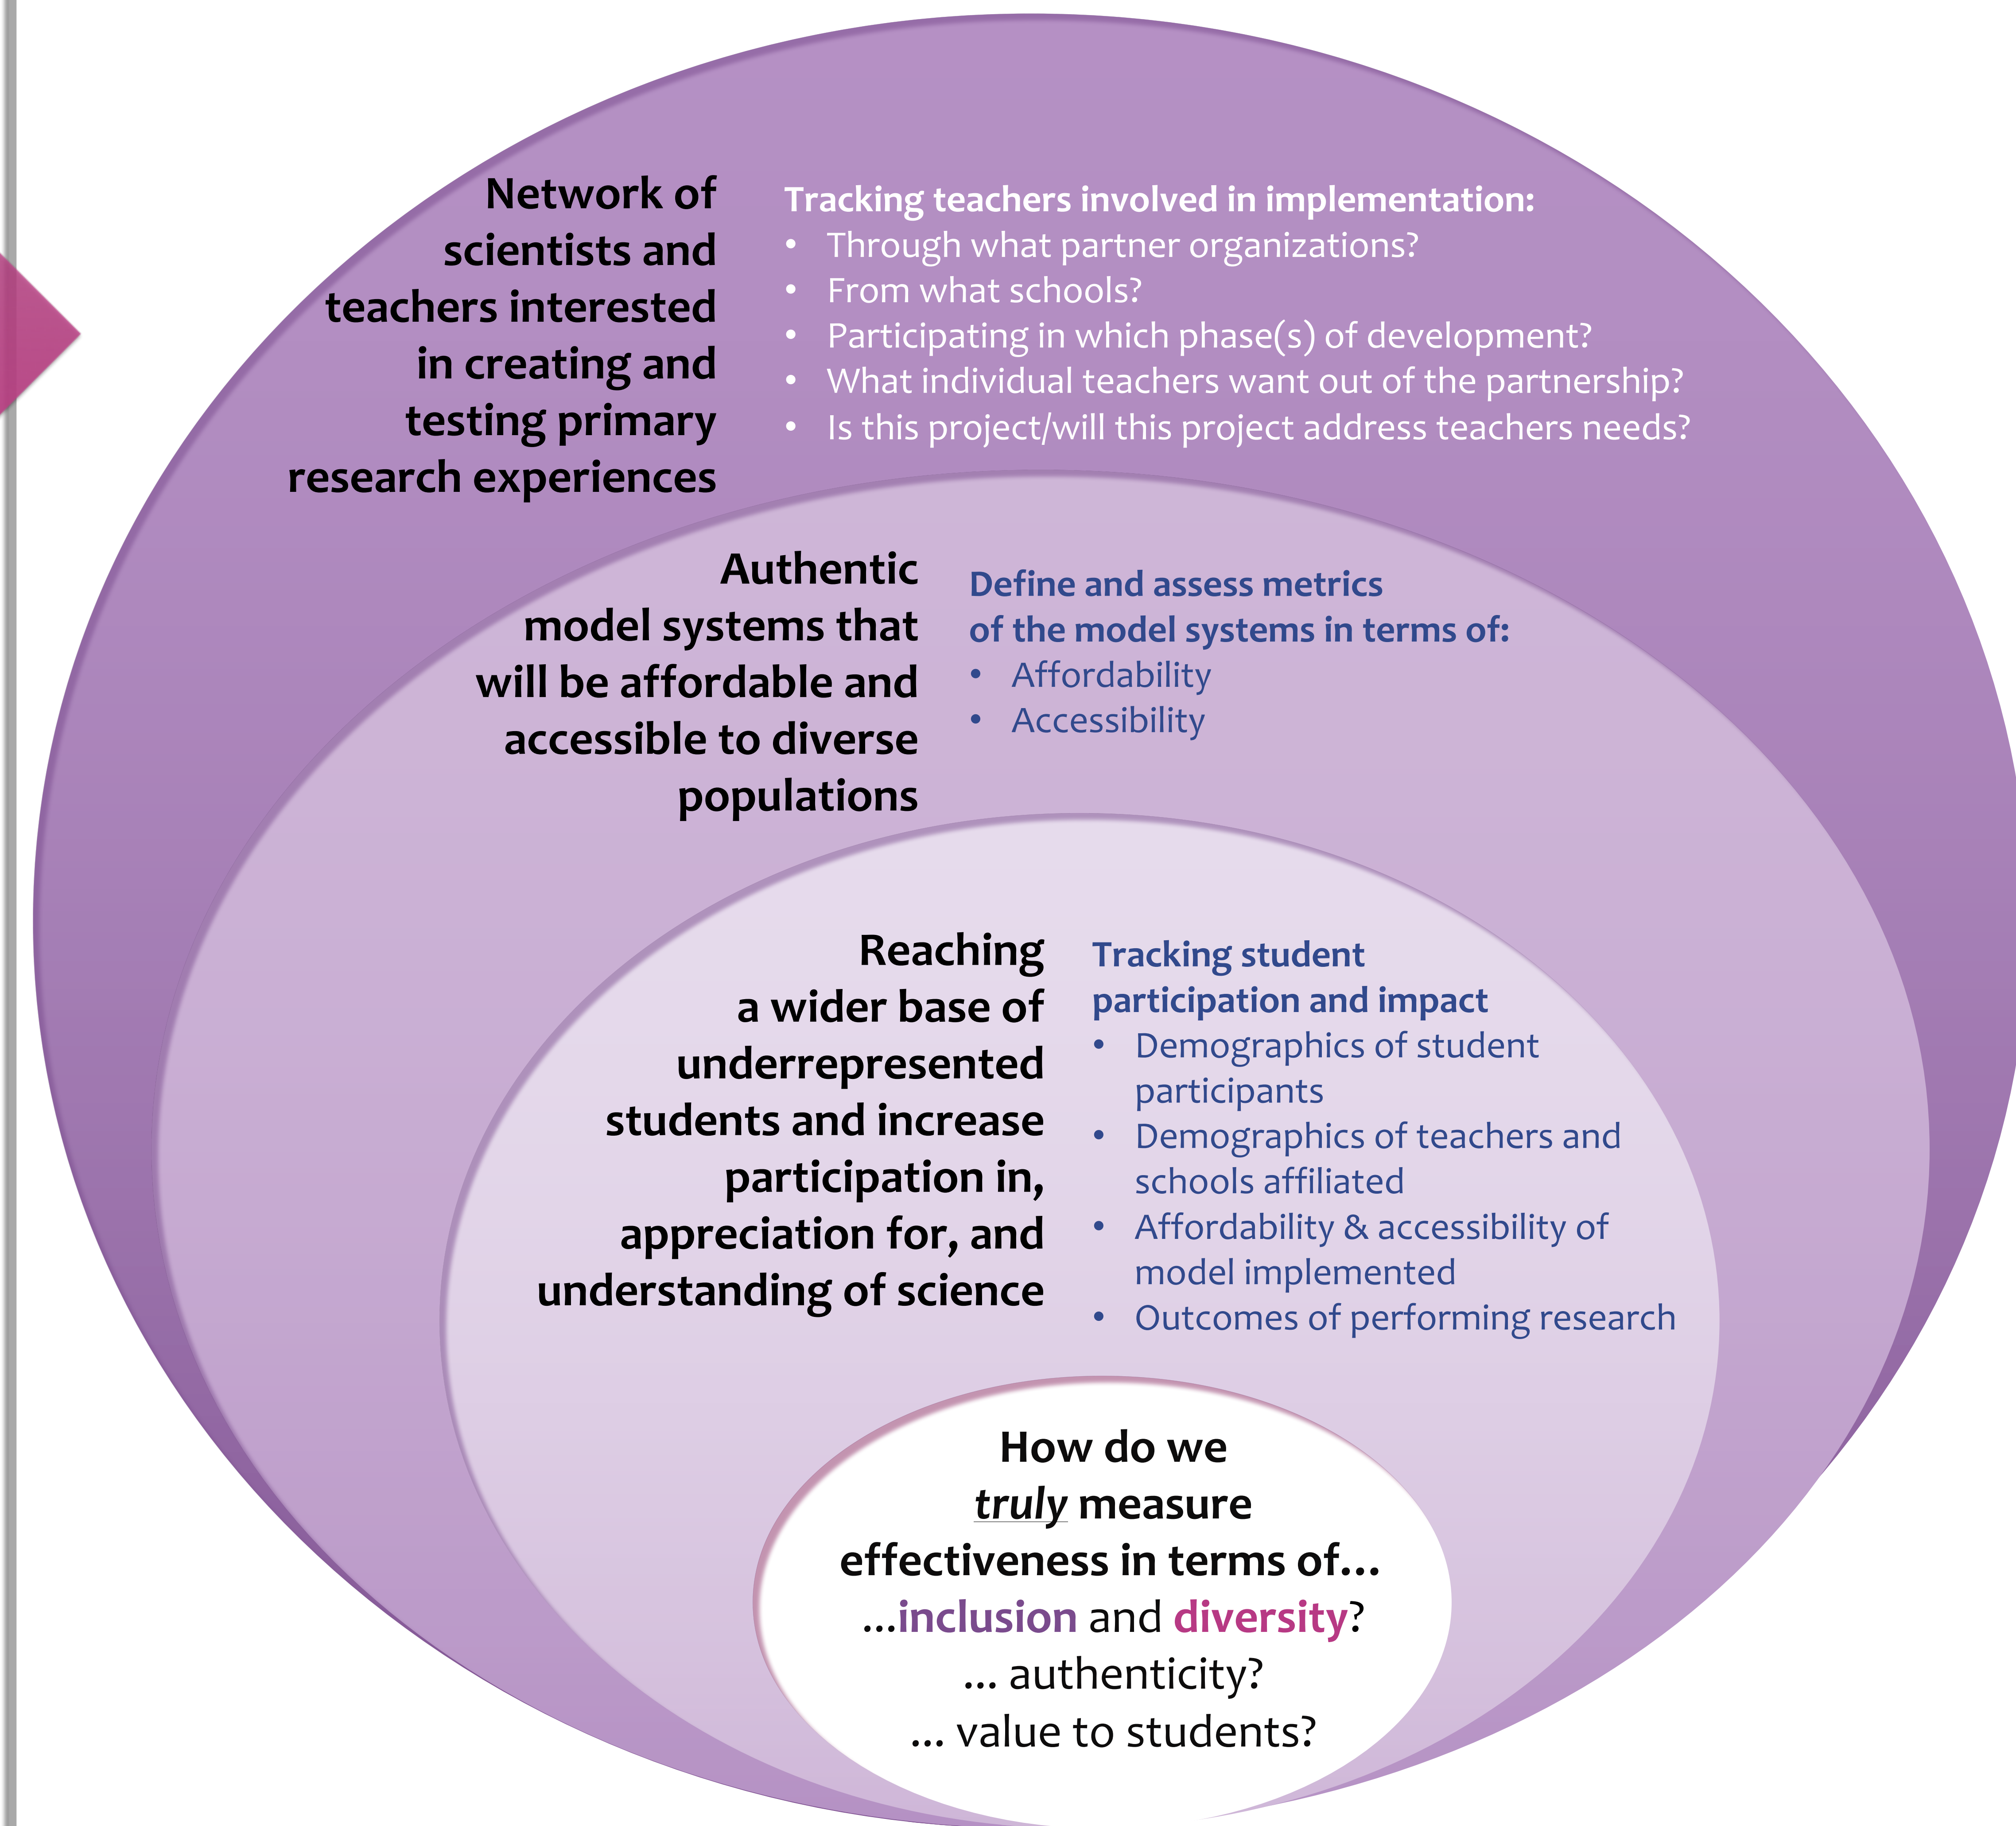 Network of
scientists and
teachers interested
in creating and
testing primary
research experiences
Tracking teachers involved in implementation:
• Through what partner organizations?
• From what schools?
• Participating in which phase(s) of development?
• What individual teachers want out of the partnership?
• Is this project/will this project address teachers needs?
Authentic
model systems that
will be affordable and
accessible to diverse
populations
Define and assess metrics
of the model systems in terms of:
• Affordability
• Accessibility
Reaching
a wider base of
underrepresented
students and increase
participation in,
appreciation for, and
understanding of science
Tracking student
participation and impact
• Demographics of student
participants
• Demographics of teachers and
schools affiliated
• Affordability & accessibility of
model implemented
• Outcomes of performing research
How do we
truly measure
effectiveness in terms of...
...inclusion and diversity?
... authenticity?
... value to students?